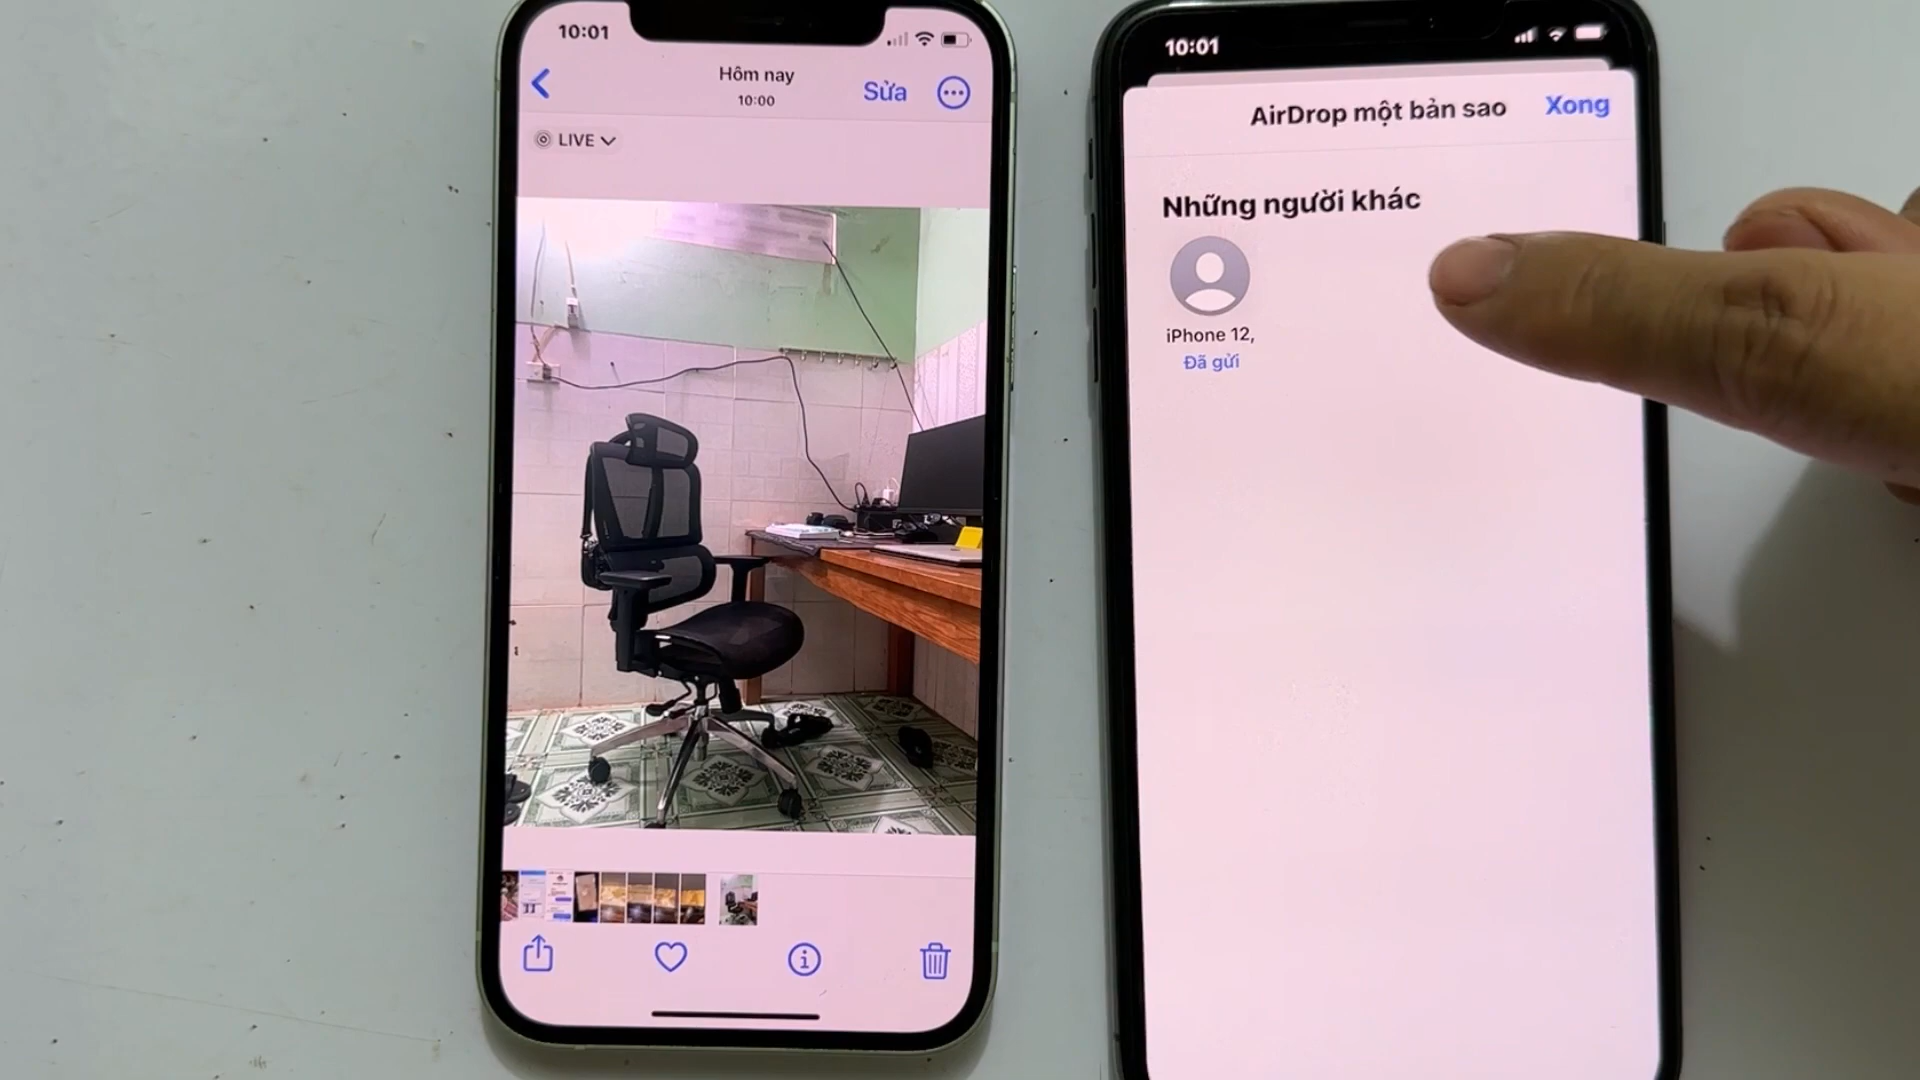 10:01
Hôm nay
10:00
Sửa
LIVE
10:01
AirDrop một bản sao
Xong
Những người khác
iPhone 12,
Đã gửi